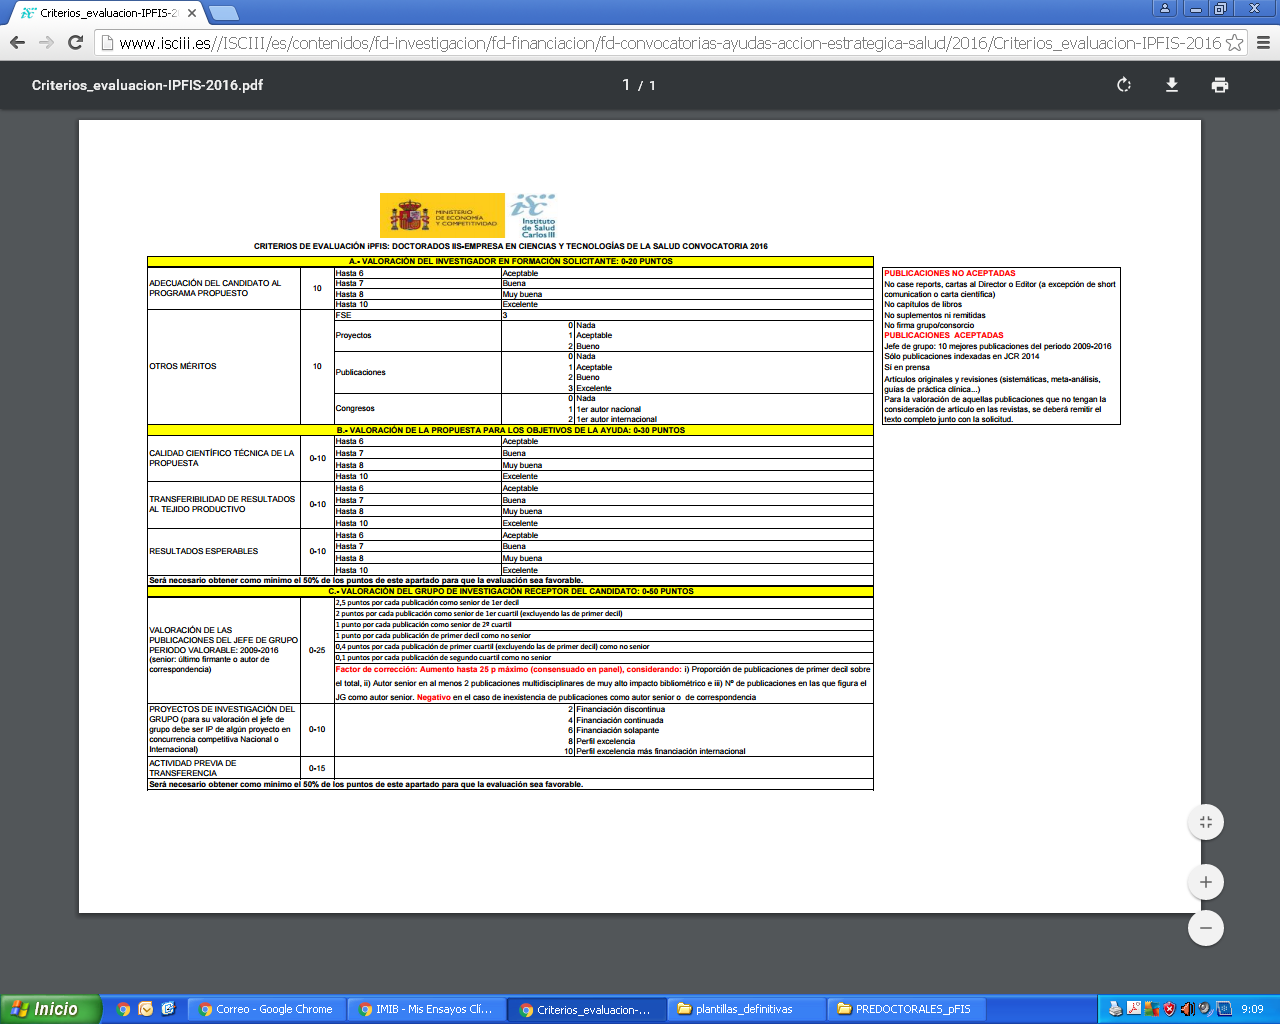 Criterios_evaluacion-IPFIS-2
www.isciii.es//ISCIII/es/contenidos/fd-investigacion/fd-financiacion/fd-convocatorias-ayudas-accion-estrategica-salud/2016/Criterios_evaluacion-IPFIS-2016
Criterios_evaluacion-IPFIS-2016.pdf
1 / 1
MINISTERIO
DE ECONOMÍA
Y COMPETITIVIDAD
Instituto
de Salud
Carlos III
CRITERIOS DE EVALUACIÓN iPFIS: DOCTORADOS IIS-EMPRESA EN CIENCIAS Y TECNOLOGÍAS DE LA SALUD CONVOCATORIA 2016
A.- VALORACIÓN DEL INVESTIGADOR EN FORMACIÓN SOLICITANTE: 0-20 PUNTOS
ADECUACIÓN DEL CANDIDATO AL
PROGRAMA PROPUESTO
10
Hasta 6 Aceptable
Hasta 7 Buena
Hasta 8 Muy buena
Hasta 10 Excelente
OTROS MÉRITOS
10
FSE 3
Proyectos
0 Nada
1 Aceptable
2 Bueno
Publicaciones
0 Nada
1 Aceptable
2 Bueno
3 Excelente
Congresos
0 Nada
1 1er autor nacional
2 1er autor internacional
PUBLICACIONES NO ACEPTADAS
No case reports, cartas al Director o Editor (a excepción de short
comunication o carta científica)
No capítulos de libros
No suplementos ni remitidas
No firma grupo/consorcio
PUBLICACIONES ACEPTADAS
Jefe de grupo: 10 mejores publicaciones del periodo 2009-2016
Sólo publicaciones indexadas en JCR 2014
Sí en prensa
Artículos originales y revisiones (sistemáticas, meta-análisis,
guías de práctica clínica...)
Para la valoración de aquellas publicaciones que no tengan la
consideración de artículo en las revistas, se deberá remitir el
texto completo junto con la solicitud.
B.- VALORACIÓN DE LA PROPUESTA PARA LOS OBJETIVOS DE LA AYUDA: 0-30 PUNTOS
CALIDAD CIENTÍFICO TÉCNICA DE LA
PROPUESTA
0-10
Hasta 6 Aceptable
Hasta 7 Buena
Hasta 8 Muy buena
Hasta 10 Excelente
TRANSFERIBILIDAD DE RESULTADOS
AL TEJIDO PRODUCTIVO
0-10
Hasta 6 Aceptable
Hasta 7 Buena
Hasta 8 Muy buena
Hasta 10 Excelente
RESULTADOS ESPERABLES
0-10
Hasta 6 Aceptable
Hasta 7 Buena
Hasta 8 Muy buena
Hasta 10 Excelente
Será necesario obtener como mínimo el 50% de los puntos de este apartado para que la evaluación sea favorable.
C.- VALORACIÓN DEL GRUPO DE INVESTIGACIÓN RECEPTOR DEL CANDIDATO: 0-50 PUNTOS
VALORACIÓN DE LAS
PUBLICACIONES DEL JEFE DE GRUPO
PERIODO VALORABLE: 2009-2016
(senior: último firmante o autor de
correspondencia)
0-25
2,5 puntos por cada publicación como senior de 1er decil
2 puntos por cada publicación como senior de 1er cuartil (excluyendo las de primer decil)
1 punto por cada publicación como senior de 2º cuartil
1 punto por cada publicación de primer decil como no senior
0,4 puntos por cada publicación de primer cuartil (excluyendo las de primer decil) como no senior
0,1 puntos por cada publicación de segundo cuartil como no senior
Factor de corrección: Aumento hasta 25 p máximo (consensuado en panel), considerando: i) Proporción de publicaciones de primer decil sobre
el total, ii) Autor senior en al menos 2 publicaciones multidisciplinares de muy alto impacto bibliométrico e iii) Nº de publicaciones en las que figura el
JG como autor senior. Negativo en el caso de inexistencia de publicaciones como autor senior o de correspondencia
PROYECTOS DE INVESTIGACIÓN DEL
GRUPO (para su valoración el jefe de
grupo debe ser IP de algún proyecto en
concurrencia competitiva Nacional o
Internacional)
0-10
2 Financiación discontinua
4 Financiación continuada
6 Financiación solapante
8 Perfil excelencia
10 Perfil excelencia más financiación internacional
ACTIVIDAD PREVIA DE
TRANSFERENCIA
0-15
Será necesario obtener como mínimo el 50% de los puntos de este apartado para que la evaluación sea favorable.
Inicio
Correo - Google Chrome
IMIB - Mis Ensayos Clí...
Criterios_evaluacion-...
plantillas_definitivas
PREDOCTORALES_pFIS
9:09